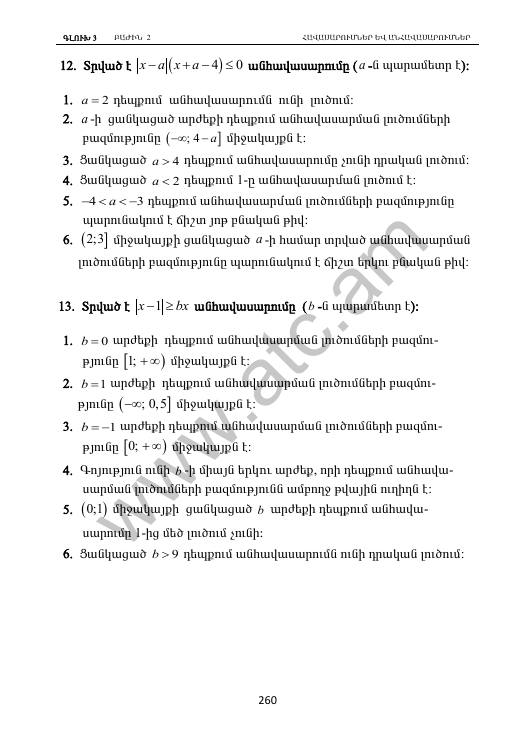 ԳԼՈՒԽ 3 ԲԱԺԻՆ 2 ՀԱՎԱՍԱՐՈՒՄՆԵՐ ԵՎ ԱՆՀԱՎԱՍԱՐՈՒՄՆԵՐ
12. Տրված է |x−a|(x+a−4)≤0 անհավասարումը (a-ն պարամետր է):
1. a=2 դեպքում անհավասարումն ունի լուծում:
2. a-ի ցանկացած արժեքի դեպքում անհավասարման լուծումների
բազմությունը (−∞; 4−a] միջակայքն է:
3. Ցանկացած a>4 դեպքում անհավասարումը չունի դրական լուծում:
4. Ցանկացած a<2 դեպքում 1-ը անհավասարման լուծում է:
5. −4<a<−3 դեպքում անհավասարման լուծումների բազմությունը
պարունակում է ճիշտ յոթ բնական թիվ:
6. (2;3] միջակայքի ցանկացած a-ի համար տրված անհավասարման
լուծումների բազմությունը պարունակում է ճիշտ երկու բնական թիվ:
13. Տրված է |x−1|≥bx անհավասարումը (b-ն պարամետր է):
1. b=0 արժեքի դեպքում անհավասարման լուծումների բազմու-
թյունը [1; +∞) միջակայքն է:
2. b=1 արժեքի դեպքում անհավասարման լուծումների բազմու-
թյունը (−∞; 0,5] միջակայքն է:
3. b=−1 արժեքի դեպքում անհավասարման լուծումների բազմու-
թյունը [0; +∞) միջակայքն է:
4. Գոյություն ունի b-ի միայն երկու արժեք, որի դեպքում անհավա-
սարման լուծումների բազմությունն ամբողջ թվային ուղիղն է:
5. (0;1) միջակայքի ցանկացած b արժեքի դեպքում անհավա-
սարումը 1-ից մեծ լուծում չունի:
6. Ցանկացած b>9 դեպքում անհավասարումն ունի դրական լուծում:
www.atc.am
260